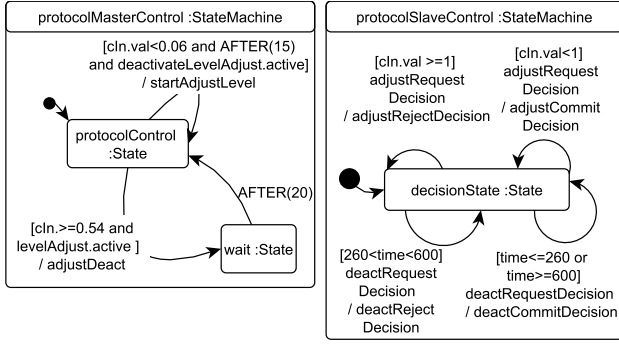 protocolMasterControl :StateMachine
[cIn.val<0.06 and AFTER(15)
and deactivateLevelAdjust.active]
/ startAdjustLevel
protocolControl
:State
AFTER(20)
[cIn.>=0.54 and
levelAdjust.active ]
/ adjustDeact
wait :State
protocolSlaveControl :StateMachine
[cIn.val >=1]
adjustRequest
Decision
/ adjustRejectDecision
[cIn.val<1]
adjustRequest
Decision
/ adjustCommit
Decision
decisionState :State
[260<time<600]
deactRequest
Decision
/ deactReject
Decision
[time<=260 or
time>=600]
deactRequestDecision
/ deactCommitDecision